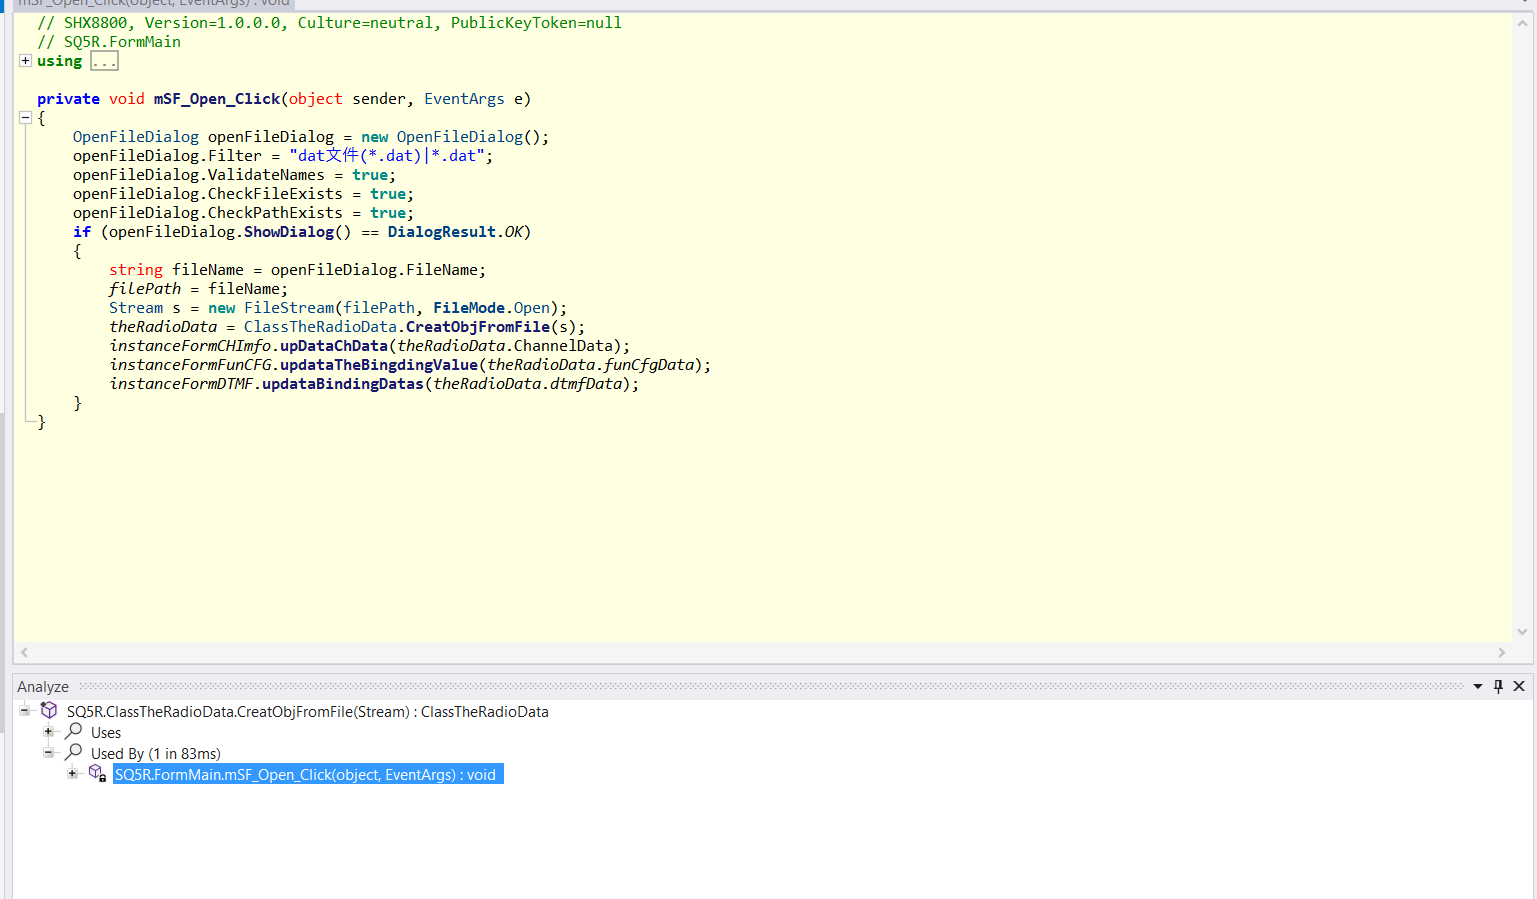 mSF_Open_Click(object, EventArgs) : void
// SHX8800, Version=1.0.0.0, Culture=neutral, PublicKeyToken=null
// SQ5R.FormMain
using ...
private void mSF_Open_Click(object sender, EventArgs e)
{
OpenFileDialog openFileDialog = new OpenFileDialog();
openFileDialog.Filter = "dat文件(*.dat)|*.dat";
openFileDialog.ValidateNames = true;
openFileDialog.CheckFileExists = true;
openFileDialog.CheckPathExists = true;
if (openFileDialog.ShowDialog() == DialogResult.OK)
{
string fileName = openFileDialog.FileName;
filePath = fileName;
Stream s = new FileStream(filePath, FileMode.Open);
theRadioData = ClassTheRadioData.CreatObjFromFile(s);
instanceFormCHImfo.upDataChData(theRadioData.ChannelData);
instanceFormFunCFG.updataTheBingdingValue(theRadioData.funCfgData);
instanceFormDTMF.updataBindingDatas(theRadioData.dtmfData);
}
}
Analyze
SQ5R.ClassTheRadioData.CreatObjFromFile(Stream) : ClassTheRadioData
Uses
Used By (1 in 83ms)
SQ5R.FormMain.mSF_Open_Click(object, EventArgs) : void